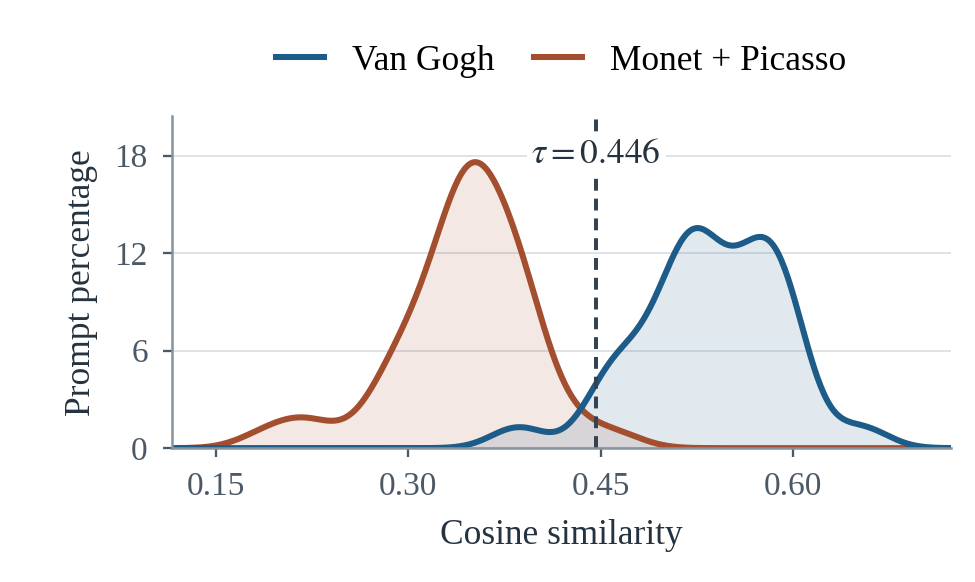 Van Gogh Monet + Picasso
τ=0.446
Prompt percentage
18
12
6
0
0.15 0.30 0.45 0.60
Cosine similarity